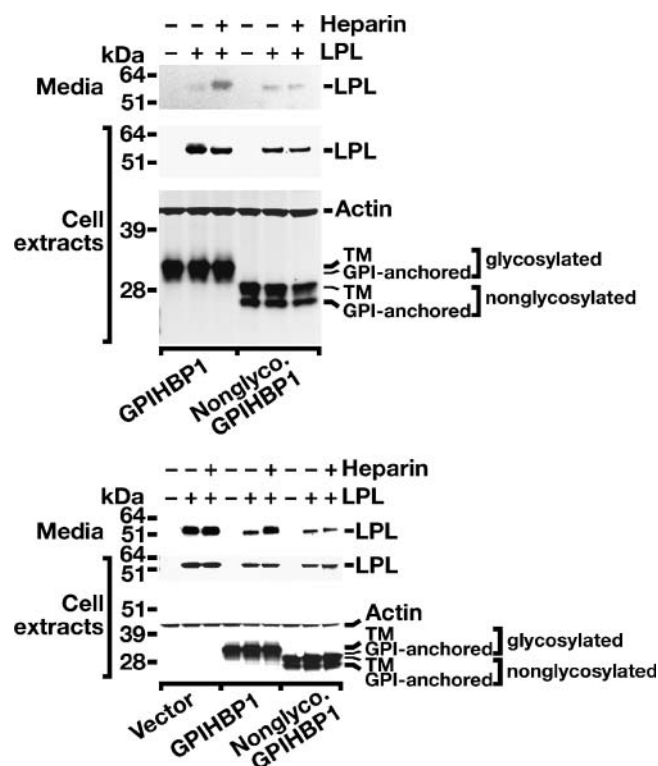 – – + – – + Heparin
kDa – + + – + + LPL
Media 64 51 LPL
64 51 LPL
Cell extracts
Actin
39
TM glycosylated
GPI-anchored
28 TM nonglycosylated
GPI-anchored
GPIHBP1
Nonglyco. GPIHBP1
– – + – – + – – + Heparin
kDa – + + – + + – + + LPL
Media 64 51 LPL
64 51 LPL
Cell extracts
51 Actin
39 TM glycosylated
GPI-anchored
28 TM nonglycosylated
GPI-anchored
Vector
GPIHBP1
Nonglyco. GPIHBP1